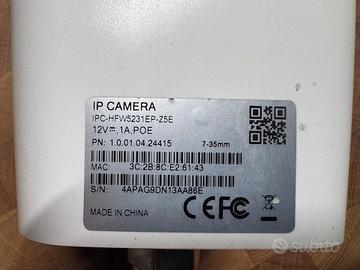 IP CAMERA
IPC-HFW5231EP-Z5E
12V⎓,1A,POE
PN: 1.0.01.04.24415 7-35mm
MAC 3C:2B:8C:E2:61:43
S/N: 4APAG9DN13AA86E
MADE IN CHINA CE FC
subito